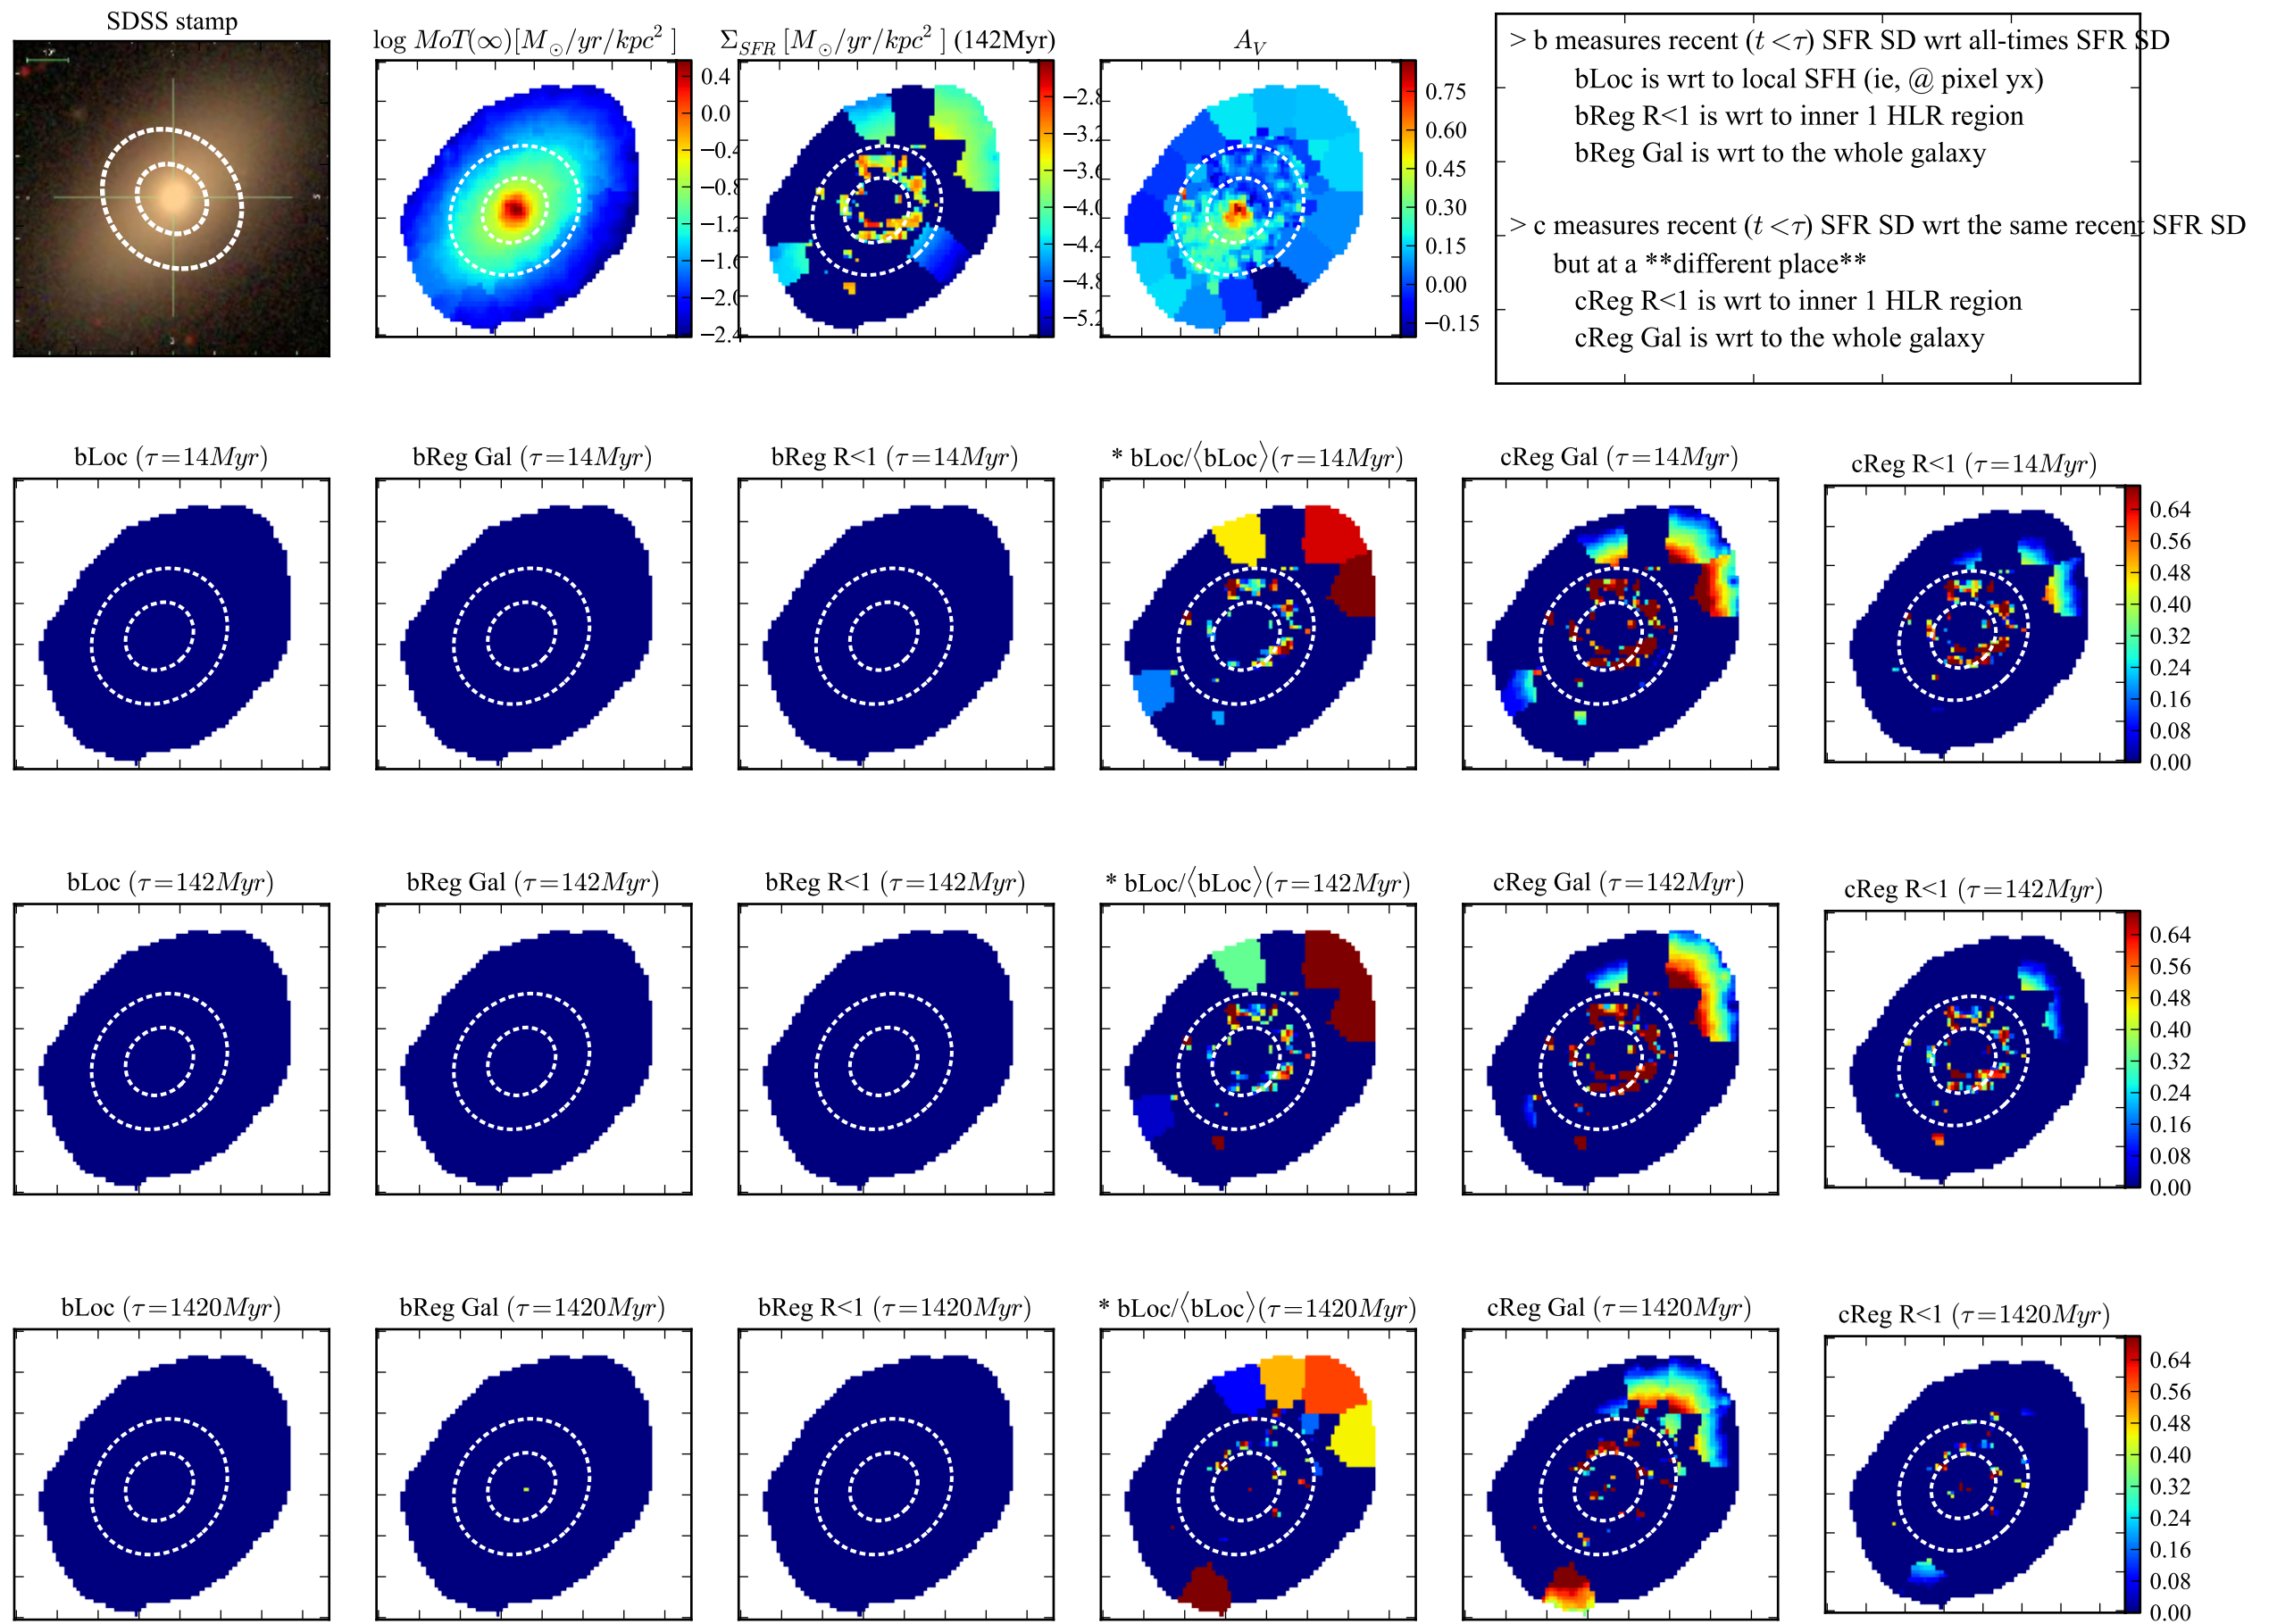 SDSS stamp
log MoT(∞)[M⊙/yr/kpc² ]
Σ_SFR [M⊙/yr/kpc² ] (142Myr)
A_V
0.4
0.0
−0.4
−0.8
−1.2
−1.6
−2.0
−2.4
−2.8
−3.2
−3.6
−4.0
−4.4
−4.8
−5.2
0.75
0.60
0.45
0.30
0.15
0.00
−0.15
> b measures recent (t <τ) SFR SD wrt all-times SFR SD
bLoc is wrt to local SFH (ie, @ pixel yx)
bReg R<1 is wrt to inner 1 HLR region
bReg Gal is wrt to the whole galaxy
> c measures recent (t <τ) SFR SD wrt the same recent SFR SD
but at a **different place**
cReg R<1 is wrt to inner 1 HLR region
cReg Gal is wrt to the whole galaxy
bLoc (τ=14Myr)
bReg Gal (τ=14Myr)
bReg R<1 (τ=14Myr)
* bLoc/⟨bLoc⟩(τ=14Myr)
cReg Gal (τ=14Myr)
cReg R<1 (τ=14Myr)
0.64
0.56
0.48
0.40
0.32
0.24
0.16
0.08
0.00
bLoc (τ=142Myr)
bReg Gal (τ=142Myr)
bReg R<1 (τ=142Myr)
* bLoc/⟨bLoc⟩(τ=142Myr)
cReg Gal (τ=142Myr)
cReg R<1 (τ=142Myr)
0.64
0.56
0.48
0.40
0.32
0.24
0.16
0.08
0.00
bLoc (τ=1420Myr)
bReg Gal (τ=1420Myr)
bReg R<1 (τ=1420Myr)
* bLoc/⟨bLoc⟩(τ=1420Myr)
cReg Gal (τ=1420Myr)
cReg R<1 (τ=1420Myr)
0.64
0.56
0.48
0.40
0.32
0.24
0.16
0.08
0.00